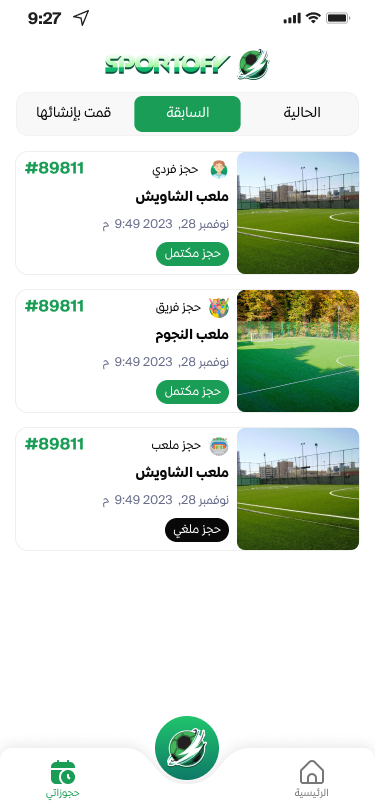 9:27
SPORTOFY
الحالية
السابقة
قمت بإنشائها
حجز فردي
#89811
ملعب الشاويش
نوفمبر 28, 2023 9:49 م
حجز مكتمل
حجز فريق
#89811
ملعب النجوم
نوفمبر 28, 2023 9:49 م
حجز مكتمل
حجز ملعب
#89811
ملعب الشاويش
نوفمبر 28, 2023 9:49 م
حجز ملغي
الرئيسية
حجوزاتي